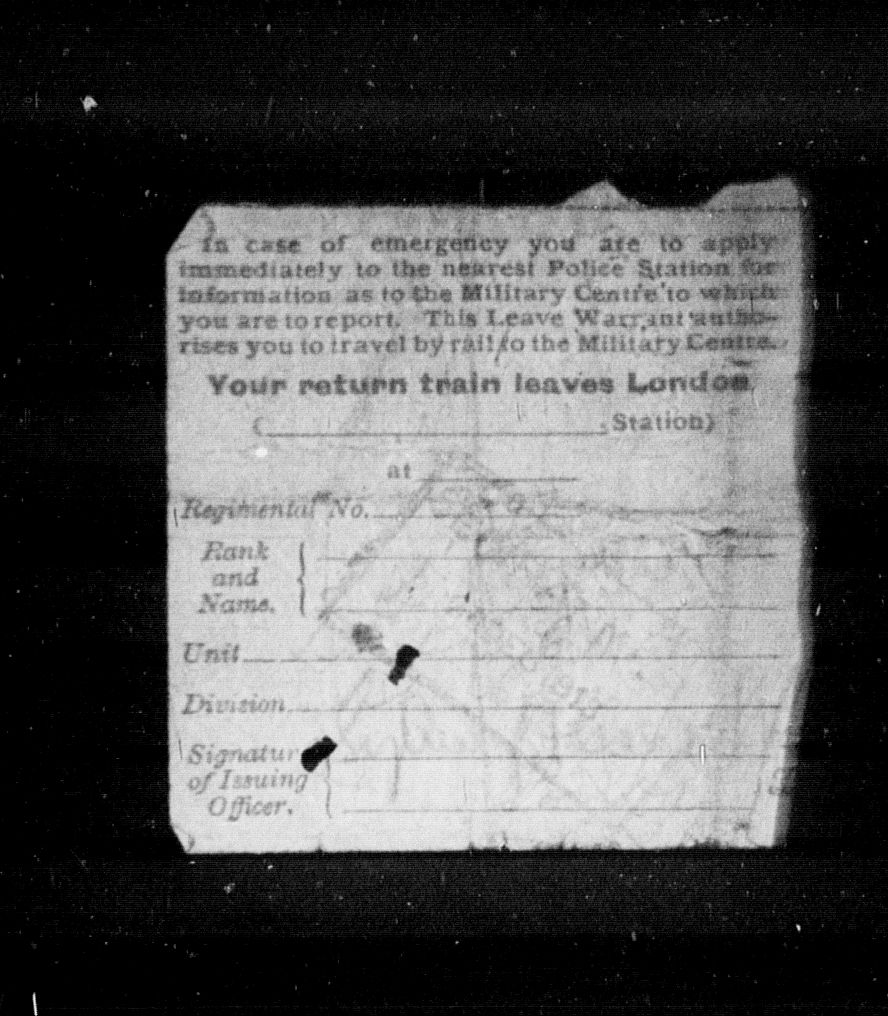 In case of emergency you are to apply
immediately to the nearest Police Station for
information as to the Military Centre to which
you are to report. This Leave Warrant autho-
rises you to travel by rail to the Military Centre.
Your return train leaves London
( Station)
at
Regimental No.
Rank
and
Name.
Unit
Division
Signatur
of Issuing
Officer.